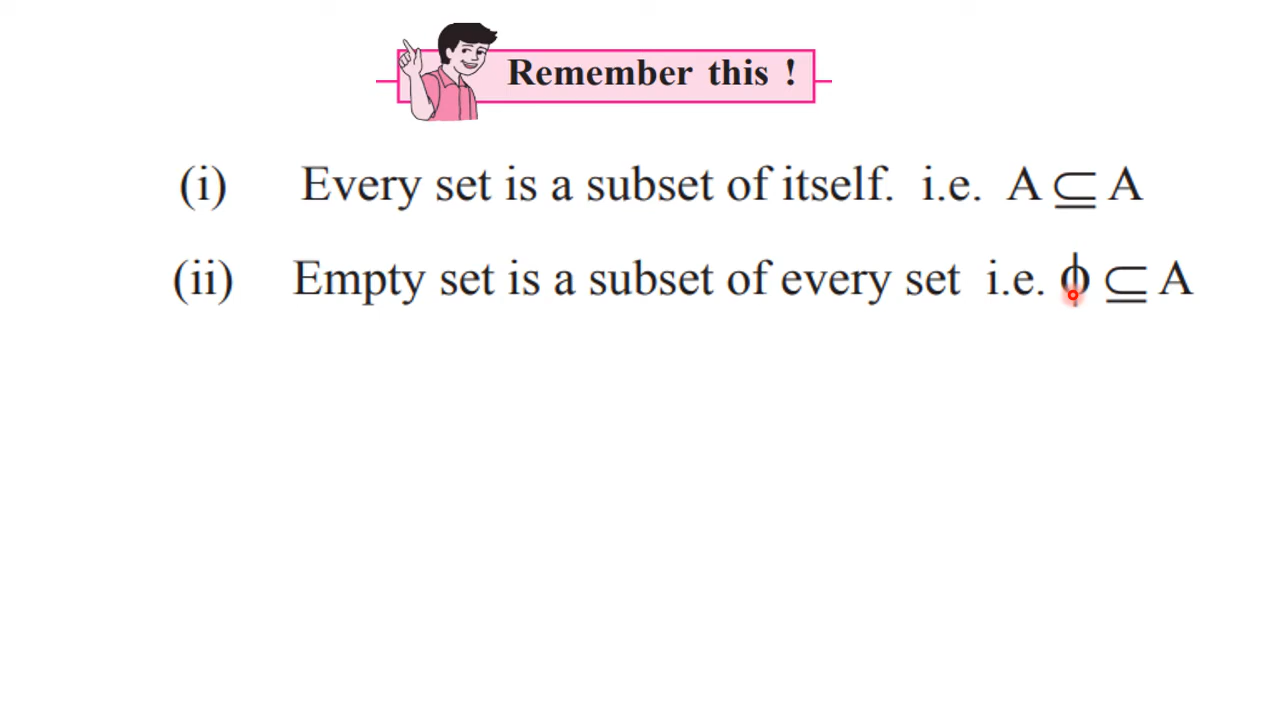 Remember this !
(i) Every set is a subset of itself. i.e. A ⊆ A
(ii) Empty set is a subset of every set i.e. ϕ ⊆ A